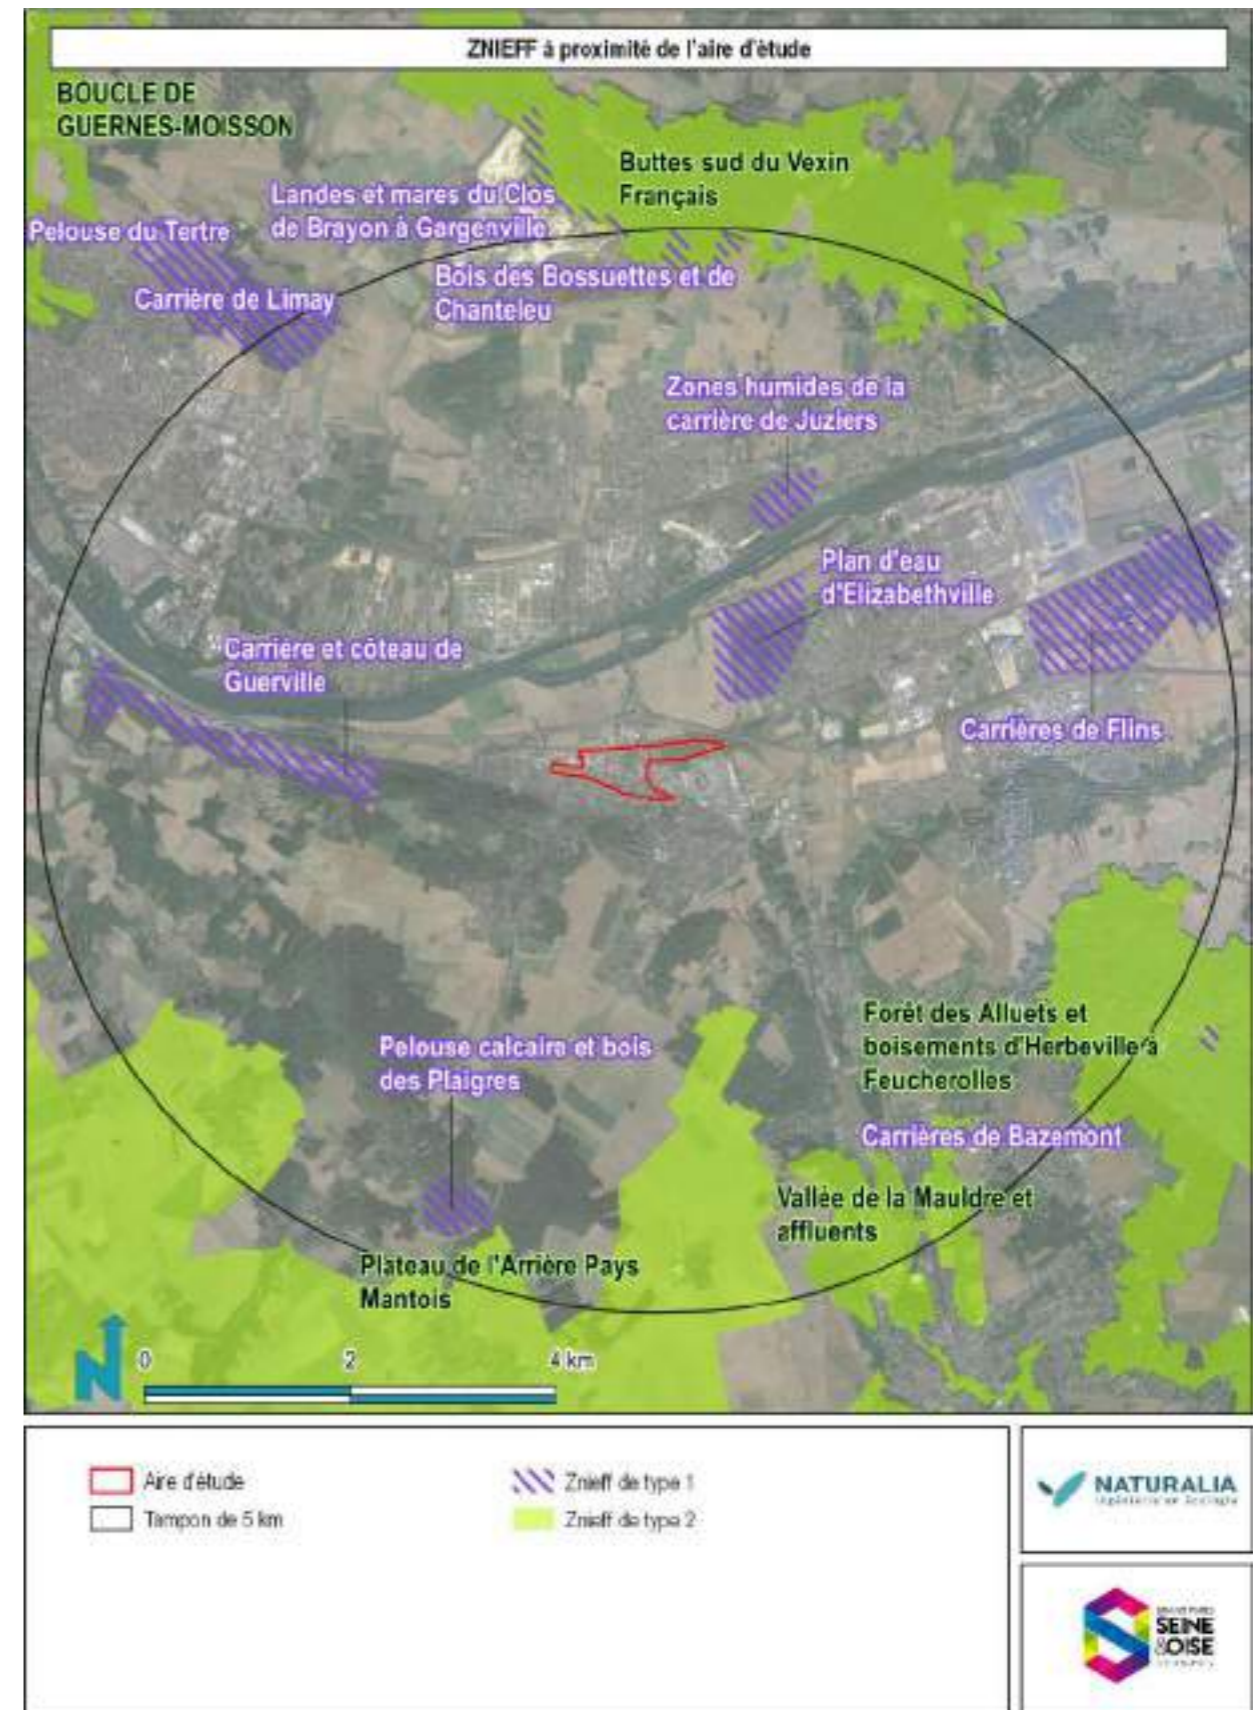 ZNIEFF à proximité de l'aire d'étude
BOUCLE DE
GUERNES-MOISSON
Buttes sud du Vexin
Français
Landes et mares du Clos
de Brayon à Gargenville
Pelouse du Tertre
Carrière de Limay
Bois des Bossuettes et de
Chanteleu
Zones humides de la
carrière de Juziers
Plan d'eau
d'Elizabethville
Carrière et côteau de
Guerville
Carrières de Flins
Forêt des Alluets et
boisements d'Herbeville à
Feucherolles
Pelouse calcaire et bois
des Plaigres
Carrières de Bazemont
Vallée de la Mauldre et
affluents
Plateau de l'Arrière Pays
Mantois
N
0 2 4 km
Aire d'étude
Tampon de 5 km
Znieff de type 1
Znieff de type 2
NATURALIA
SEINE
&OISE